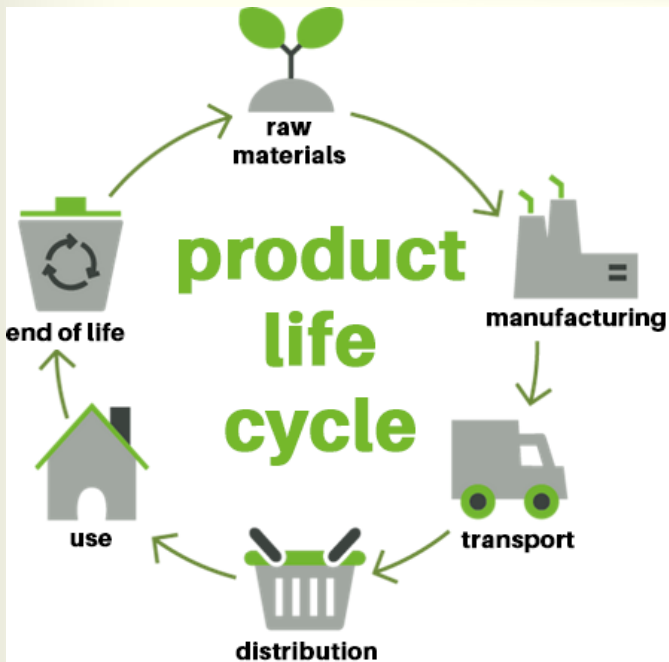 product
life
cycle
raw
materials
manufacturing
transport
distribution
use
end of life